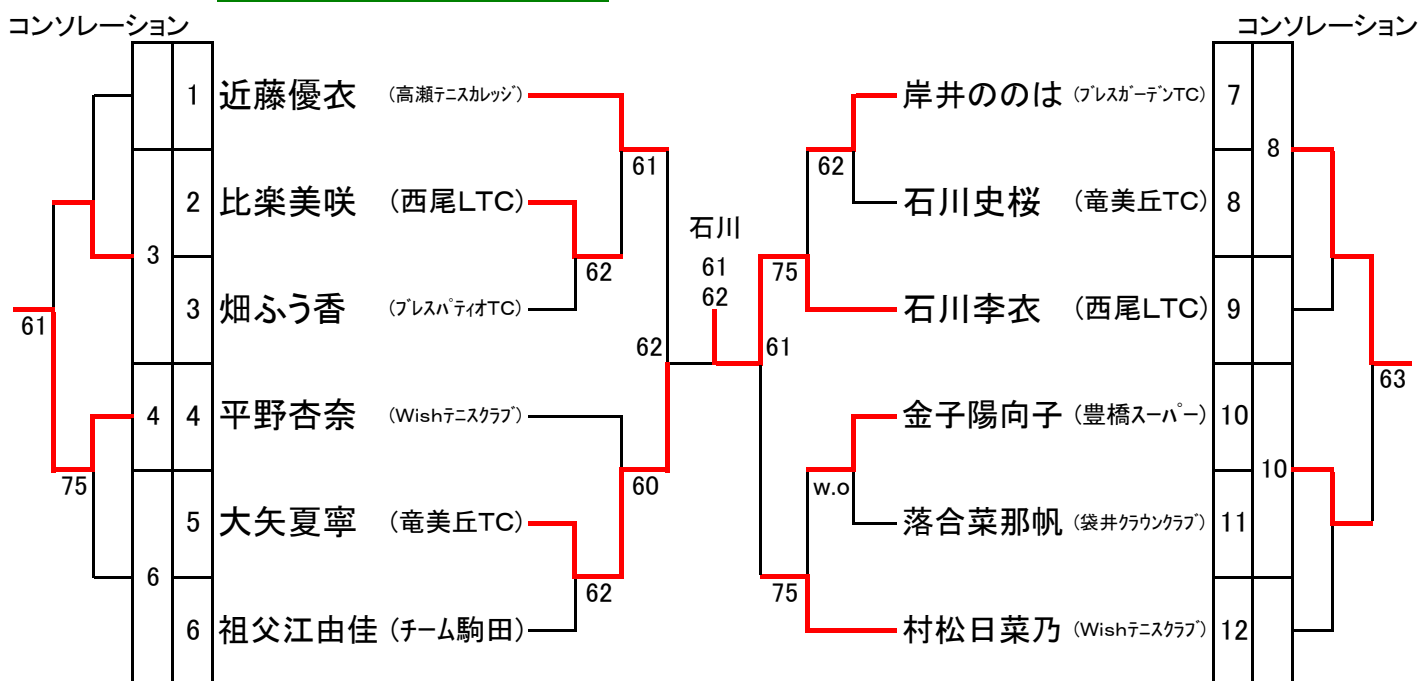 コンソレーション
コンソレーション
1 近藤優衣 (高瀬テニスカレッジ)
岸井ののは (ブレスガーデンTC) 7
61
62
8
2 比楽美咲 (西尾LTC)
石川史桜 (竜美丘TC) 8
石川
3
62
61
75
3 畑ふう香 (ブレスパティオTC)
62
石川李衣 (西尾LTC) 9
61
62
61
63
4 4 平野杏奈 (Wishテニスクラブ)
金子陽向子 (豊橋スーパー) 10
75
60
w.o
10
5 大矢夏寧 (竜美丘TC)
落合菜那帆 (袋井クラウンクラブ) 11
6
62
75
6 祖父江由佳 (チーム駒田)
村松日菜乃 (Wishテニスクラブ) 12